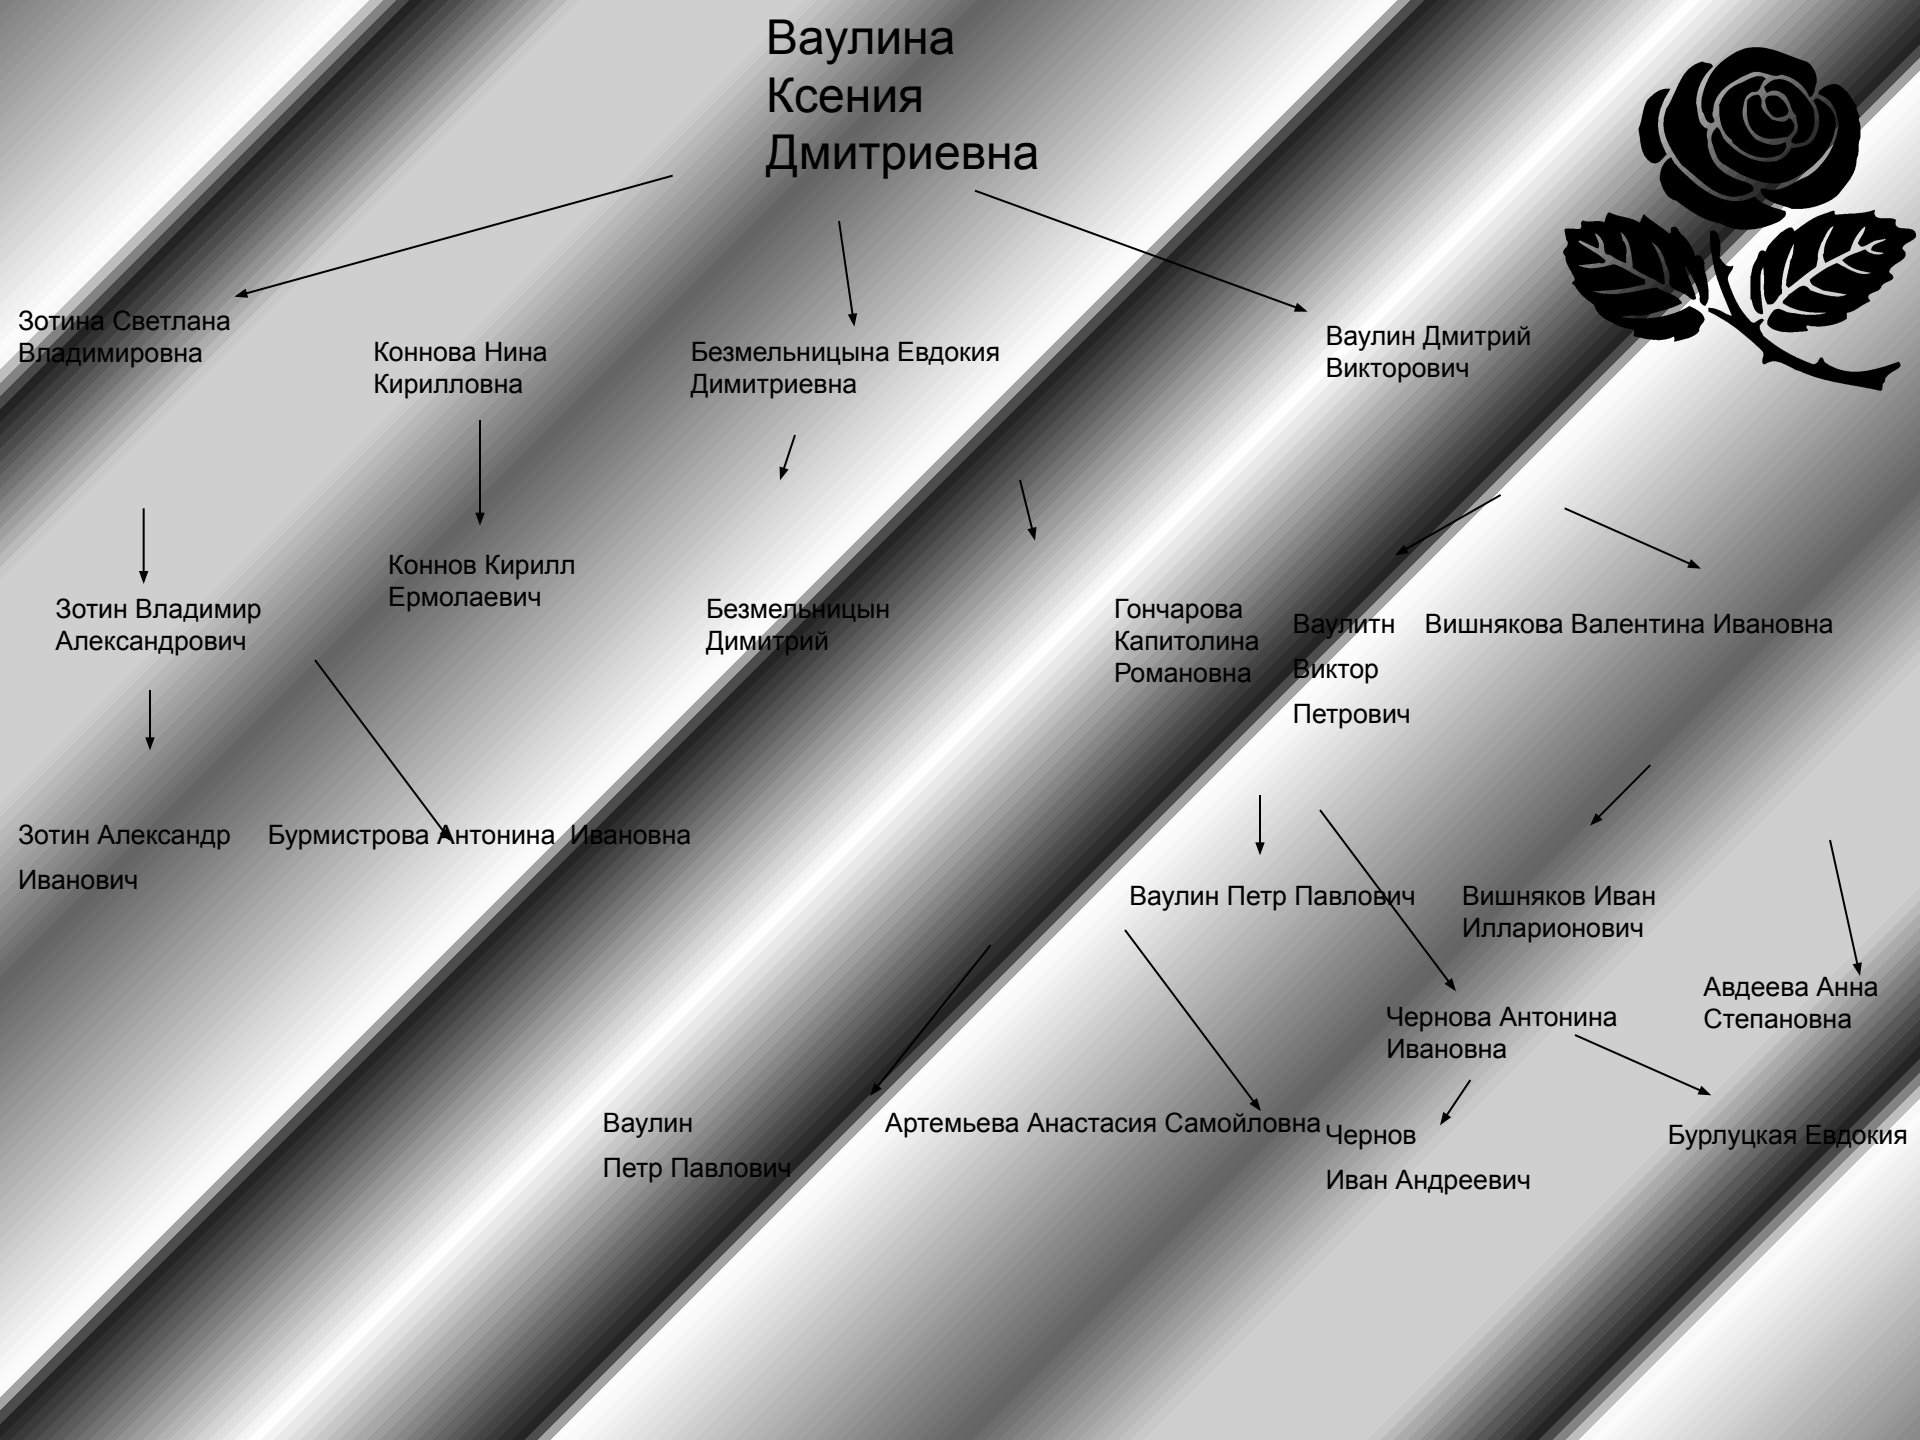 Ваулина
Ксения
Дмитриевна
Зотина Светлана
Владимировна
Коннова Нина
Кирилловна
Безмельницына Евдокия
Димитриевна
Ваулин Дмитрий
Викторович
Зотин Владимир
Александрович
Коннов Кирилл
Ермолаевич
Безмельницын
Димитрий
Гончарова
Капитолина
Романовна
Ваулитн
Виктор
Петрович
Вишнякова Валентина Ивановна
Зотин Александр
Иванович
Бурмистрова Антонина Ивановна
Ваулин Петр Павлович
Вишняков Иван
Илларионович
Авдеева Анна
Степановна
Чернова Антонина
Ивановна
Ваулин
Петр Павлович
Артемьева Анастасия Самойловна
Чернов
Иван Андреевич
Бурлуцкая Евдокия